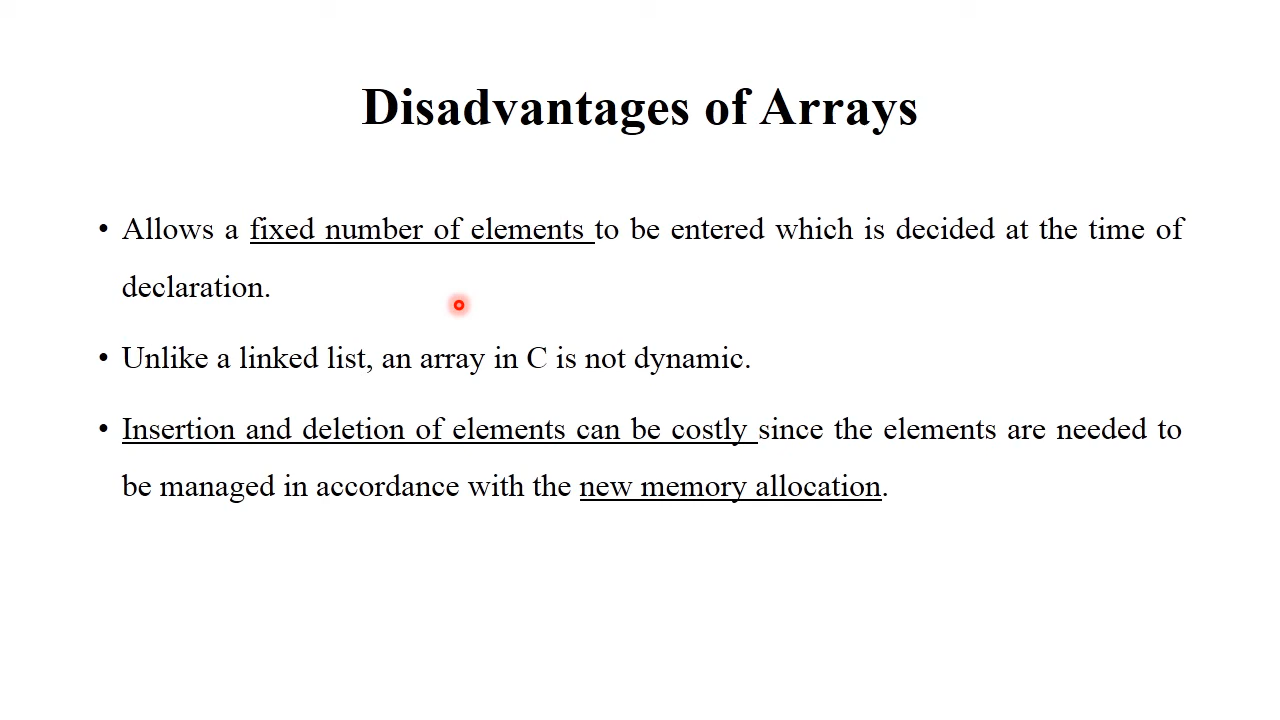 Disadvantages of Arrays
• Allows a fixed number of elements to be entered which is decided at the time of
declaration.
• Unlike a linked list, an array in C is not dynamic.
• Insertion and deletion of elements can be costly since the elements are needed to
be managed in accordance with the new memory allocation.